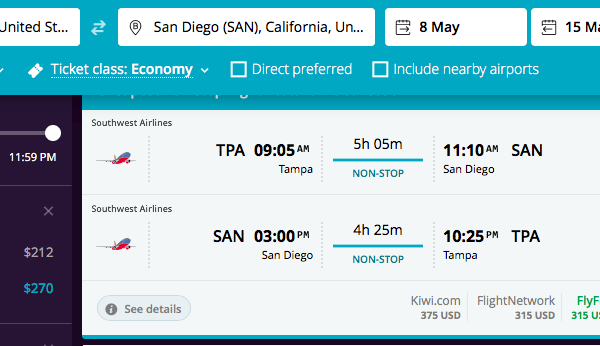 United St...
San Diego (SAN), California, Un...
8 May
15 Ma
Ticket class: Economy
Direct preferred
Include nearby airports
11:59 PM
$212
$270
Southwest Airlines
TPA 09:05 AM
5h 05m
11:10 AM SAN
Tampa
NON-STOP
San Diego
Southwest Airlines
SAN 03:00 PM
4h 25m
10:25 PM TPA
San Diego
NON-STOP
Tampa
See details
Kiwi.com
375 USD
FlightNetwork
315 USD
FlyF
315 US